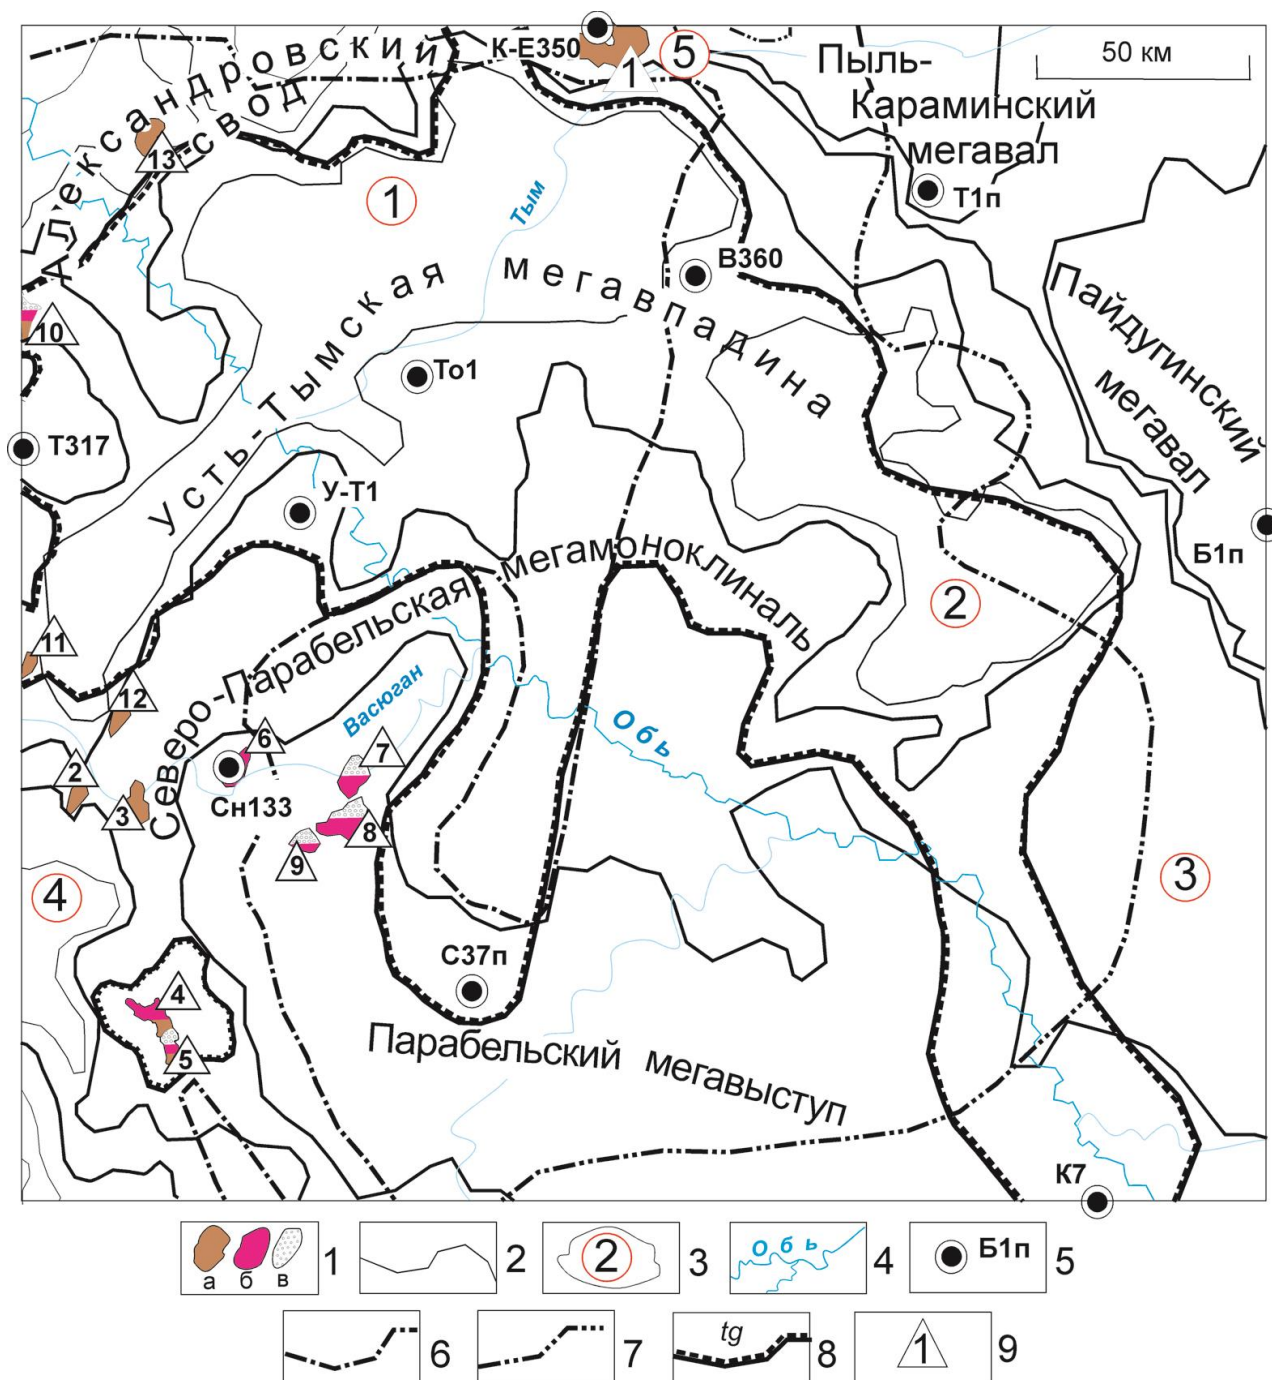 Александровский
свод
К-Е350
1
5
50 км
Пыль-
Караминский
мегавал
13
1
Тым
Т1п
В360
Усть-Тымская мегавпадина
Пайдугинский
мегавал
10
То1
Т317
У-Т1
Б1п
Северо-Парабельская мегамоноклиналь
2
11
12
Васюган
Обь
6
7
2
3
Сн133
8
9
3
4
С37п
4
5
Парабельский мегавыступ
К7
а б в 1
2
2 3
Обь 4
Б1п 5
6
7
tg 8
1 9